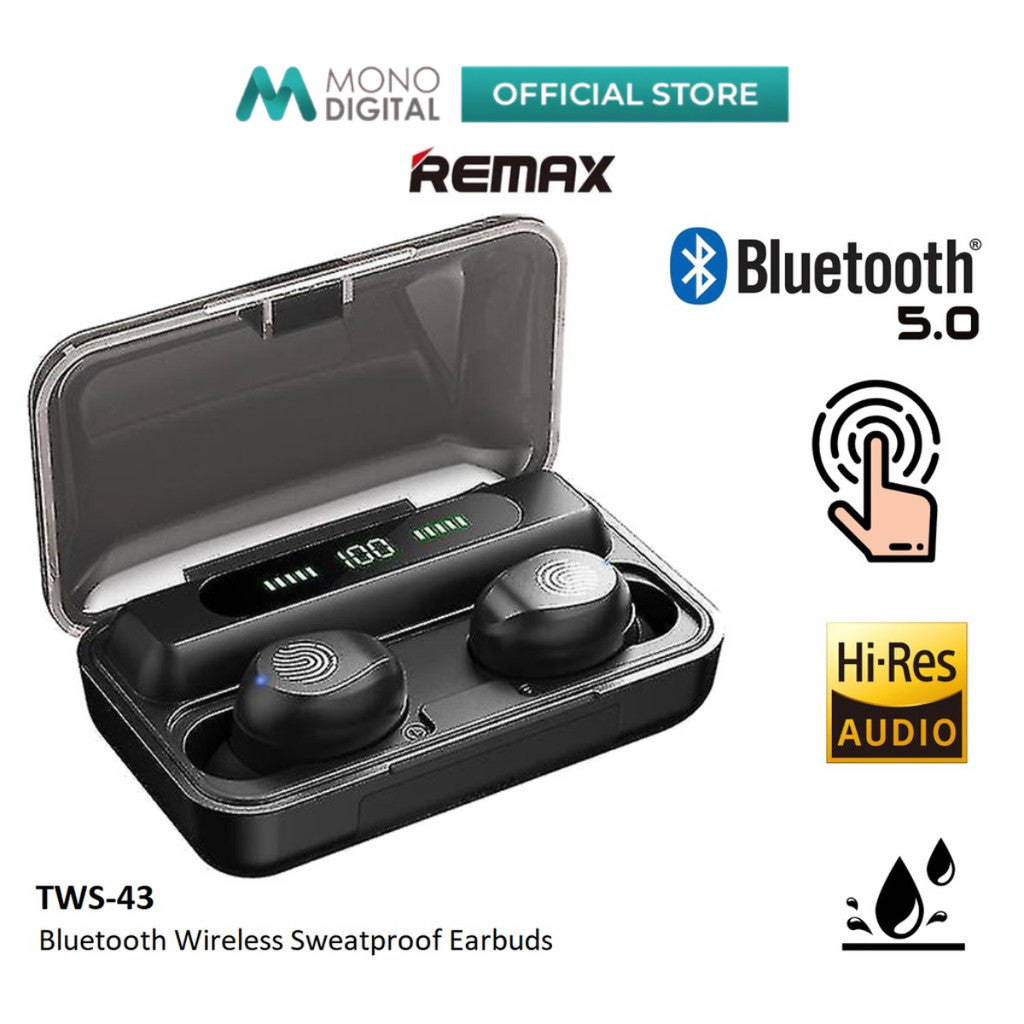 MONO
DIGITAL
OFFICIAL STORE
REMAX
Bluetooth®
5.0
100
Hi-Res
AUDIO
TWS-43
Bluetooth Wireless Sweatproof Earbuds